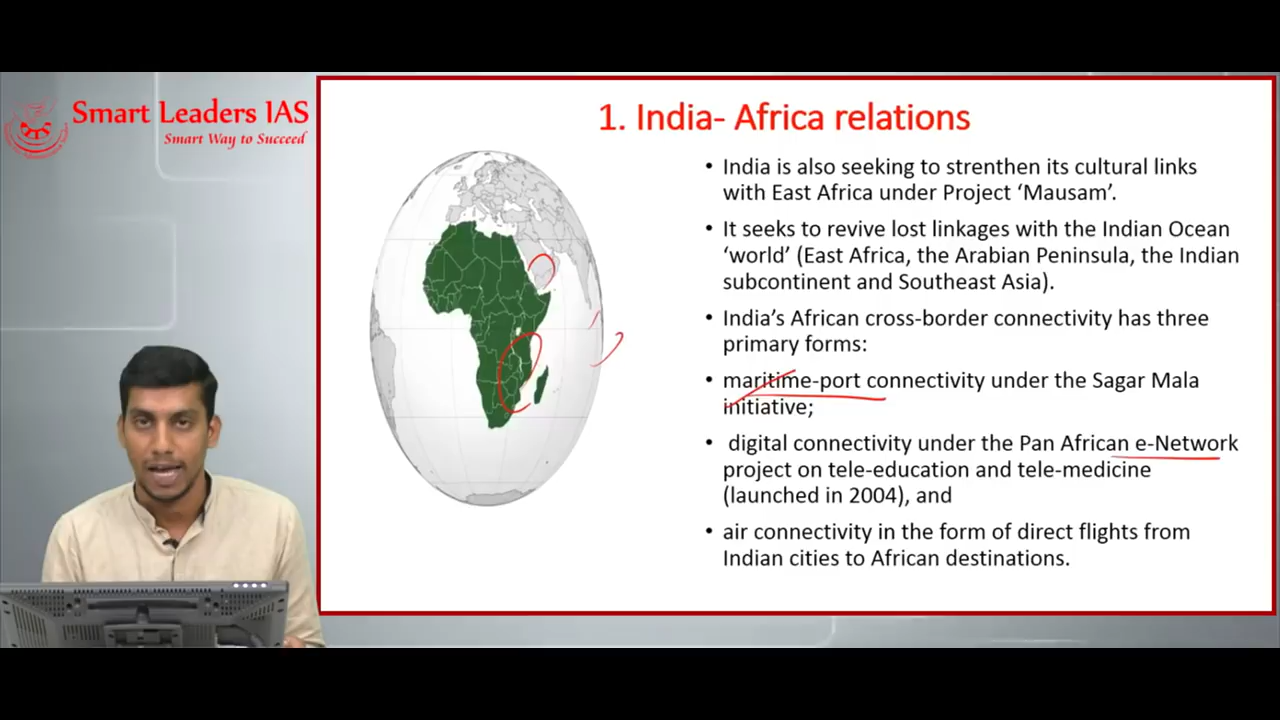 Smart Leaders IAS
Smart Way to Succeed
1. India- Africa relations
• India is also seeking to strenthen its cultural links
with East Africa under Project ‘Mausam’.
• It seeks to revive lost linkages with the Indian Ocean
‘world’ (East Africa, the Arabian Peninsula, the Indian
subcontinent and Southeast Asia).
• India’s African cross-border connectivity has three
primary forms:
• maritime-port connectivity under the Sagar Mala
initiative;
• digital connectivity under the Pan African e-Network
project on tele-education and tele-medicine
(launched in 2004), and
• air connectivity in the form of direct flights from
Indian cities to African destinations.